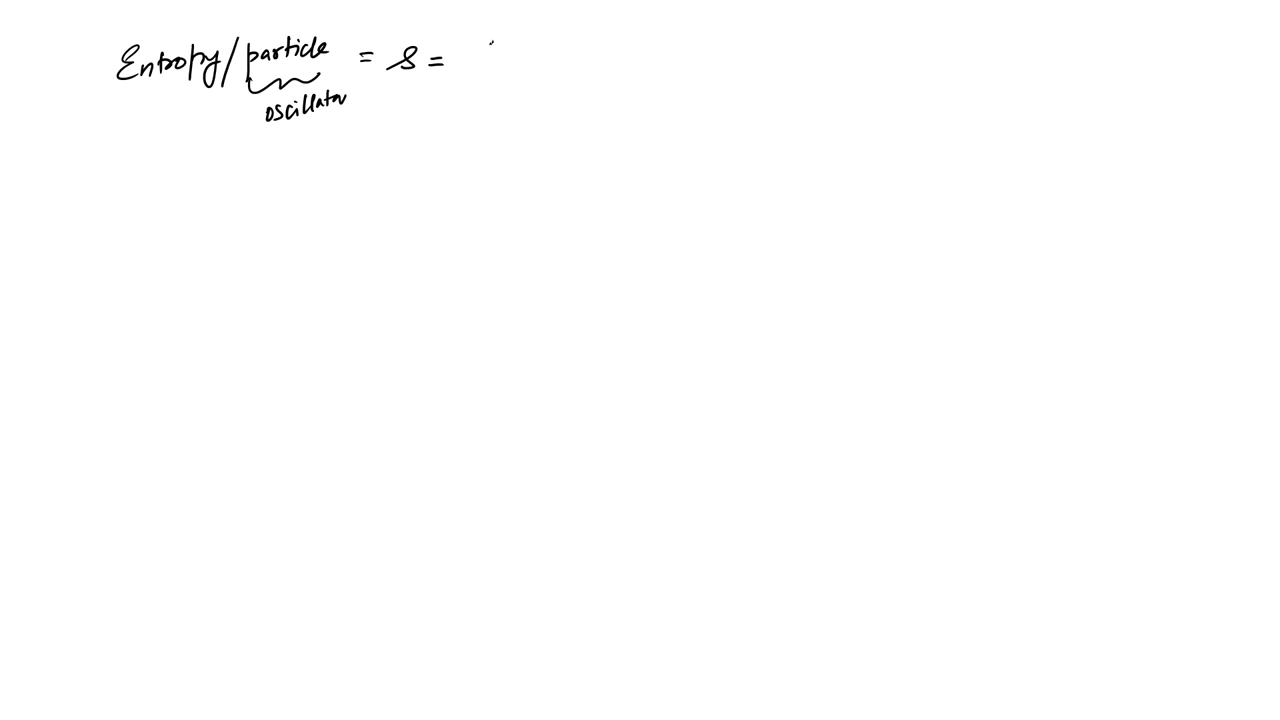 Entropy/particle = s =
oscillator